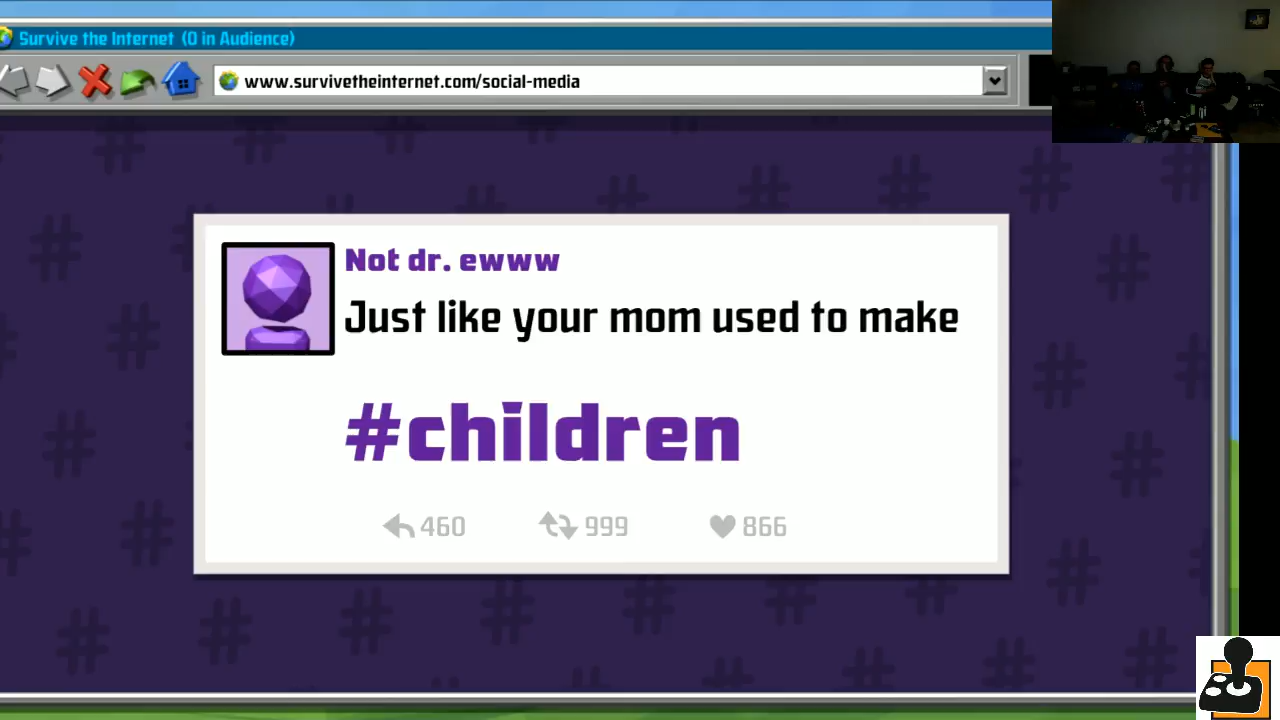 Survive the Internet (0 in Audience)
www.survivetheinternet.com/social-media
Not dr. ewww
Just like your mom used to make
#children
460 999 866